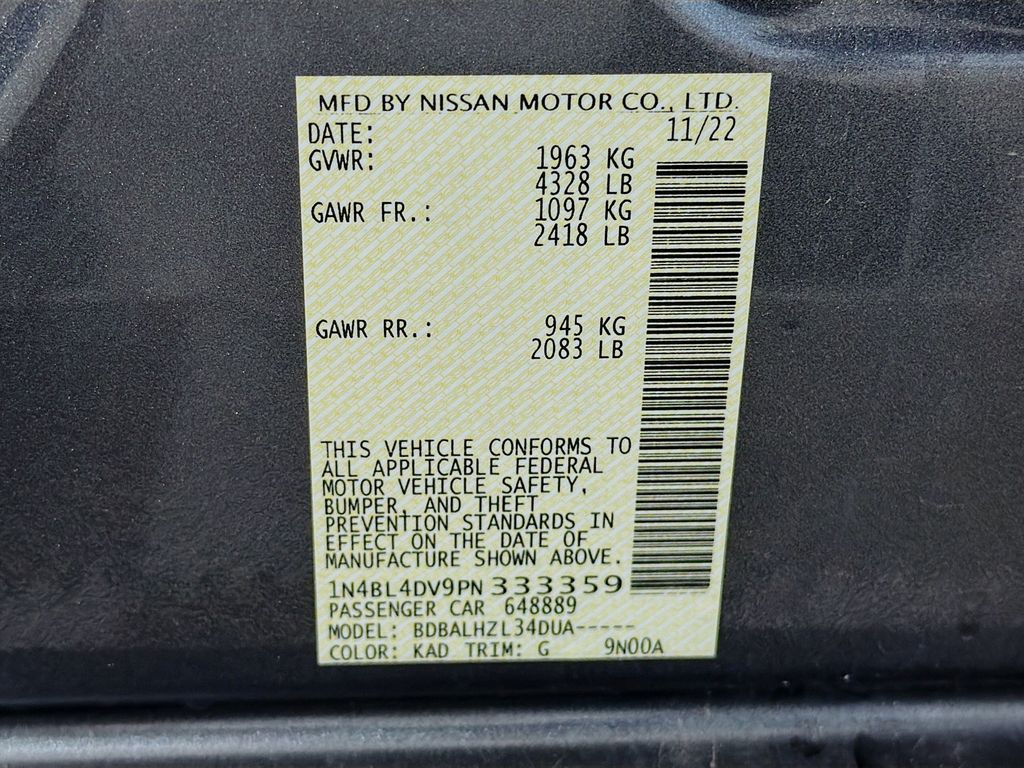 MFD BY NISSAN MOTOR CO., LTD.
DATE: 11/22
GVWR: 1963 KG
4328 LB
GAWR FR.: 1097 KG
2418 LB
GAWR RR.: 945 KG
2083 LB
THIS VEHICLE CONFORMS TO
ALL APPLICABLE FEDERAL
MOTOR VEHICLE SAFETY,
BUMPER, AND THEFT
PREVENTION STANDARDS IN
EFFECT ON THE DATE OF
MANUFACTURE SHOWN ABOVE.
1N4BL4DV9PN333359
PASSENGER CAR 648889
MODEL: BDBALHZL34DUA-----
COLOR: KAD TRIM: G 9N00A